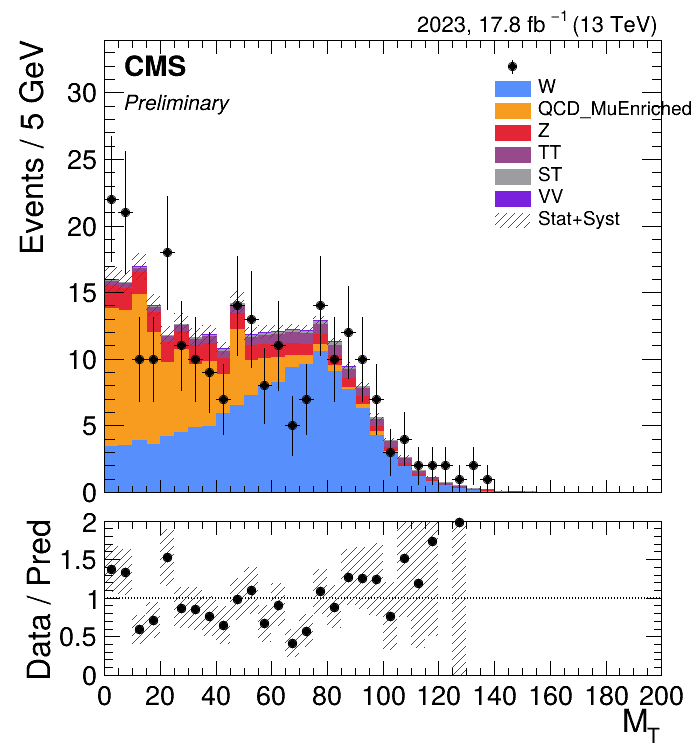 2023, 17.8 fb⁻¹ (13 TeV)
CMS
Preliminary
W
QCD_MuEnriched
Z
TT
ST
VV
Stat+Syst
Events / 5 GeV
30
25
20
15
10
5
0
Data / Pred
2
1.5
1
0.5
0
0 20 40 60 80 100 120 140 160 180 200
M_T